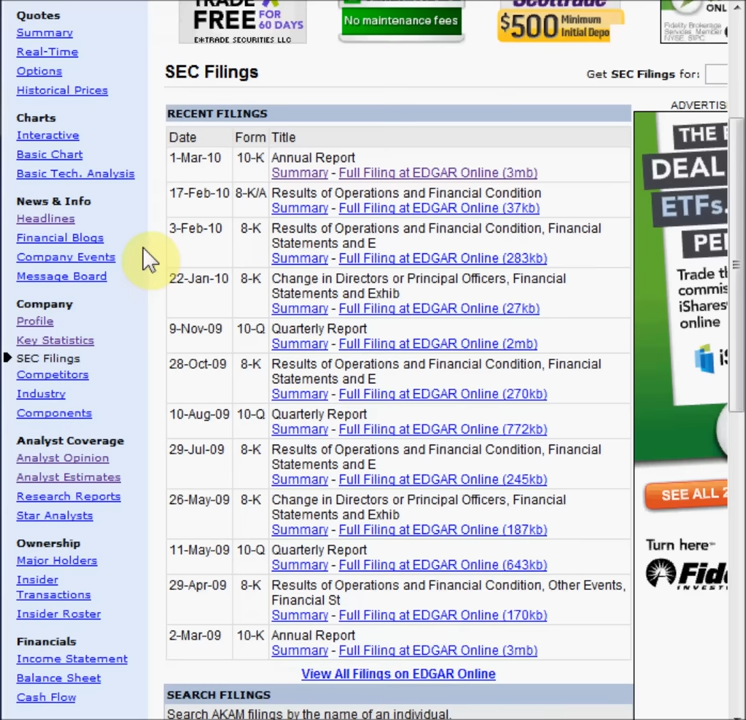 Quotes
Summary
Real-Time
Options
Historical Prices
Charts
Interactive
Basic Chart
Basic Tech. Analysis
News & Info
Headlines
Financial Blogs
Company Events
Message Board
Company
Profile
Key Statistics
SEC Filings
Competitors
Industry
Components
Analyst Coverage
Analyst Opinion
Analyst Estimates
Research Reports
Star Analysts
Ownership
Major Holders
Insider
Transactions
Insider Roster
Financials
Income Statement
Balance Sheet
Cash Flow
FREE FOR
60 DAYS
E*TRADE SECURITIES LLC
No maintenance fees
$500 Minimum
Initial Depo
ONL
Fidelity Brokerage
Services, Member
NYSE, SIPC
SEC Filings
Get SEC Filings for:
RECENT FILINGS
Date Form Title
1-Mar-10 10-K Annual Report
Summary - Full Filing at EDGAR Online (3mb)
17-Feb-10 8-K/A Results of Operations and Financial Condition
Summary - Full Filing at EDGAR Online (37kb)
3-Feb-10 8-K Results of Operations and Financial Condition, Financial
Statements and E
Summary - Full Filing at EDGAR Online (283kb)
22-Jan-10 8-K Change in Directors or Principal Officers, Financial
Statements and Exhib
Summary - Full Filing at EDGAR Online (27kb)
9-Nov-09 10-Q Quarterly Report
Summary - Full Filing at EDGAR Online (2mb)
28-Oct-09 8-K Results of Operations and Financial Condition, Financial
Statements and E
Summary - Full Filing at EDGAR Online (270kb)
10-Aug-09 10-Q Quarterly Report
Summary - Full Filing at EDGAR Online (772kb)
29-Jul-09 8-K Results of Operations and Financial Condition, Financial
Statements and E
Summary - Full Filing at EDGAR Online (245kb)
26-May-09 8-K Change in Directors or Principal Officers, Financial
Statements and Exhib
Summary - Full Filing at EDGAR Online (187kb)
11-May-09 10-Q Quarterly Report
Summary - Full Filing at EDGAR Online (643kb)
29-Apr-09 8-K Results of Operations and Financial Condition, Other Events,
Financial St
Summary - Full Filing at EDGAR Online (170kb)
2-Mar-09 10-K Annual Report
Summary - Full Filing at EDGAR Online (3mb)
View All Filings on EDGAR Online
SEARCH FILINGS
Search AKAM filings by the name of an individual.
ADVERTIS
THE
DEAL
ETFs.
PE
Trade t
commis
iShares
online
SEE ALL 2
Turn here
Fid
INVEST